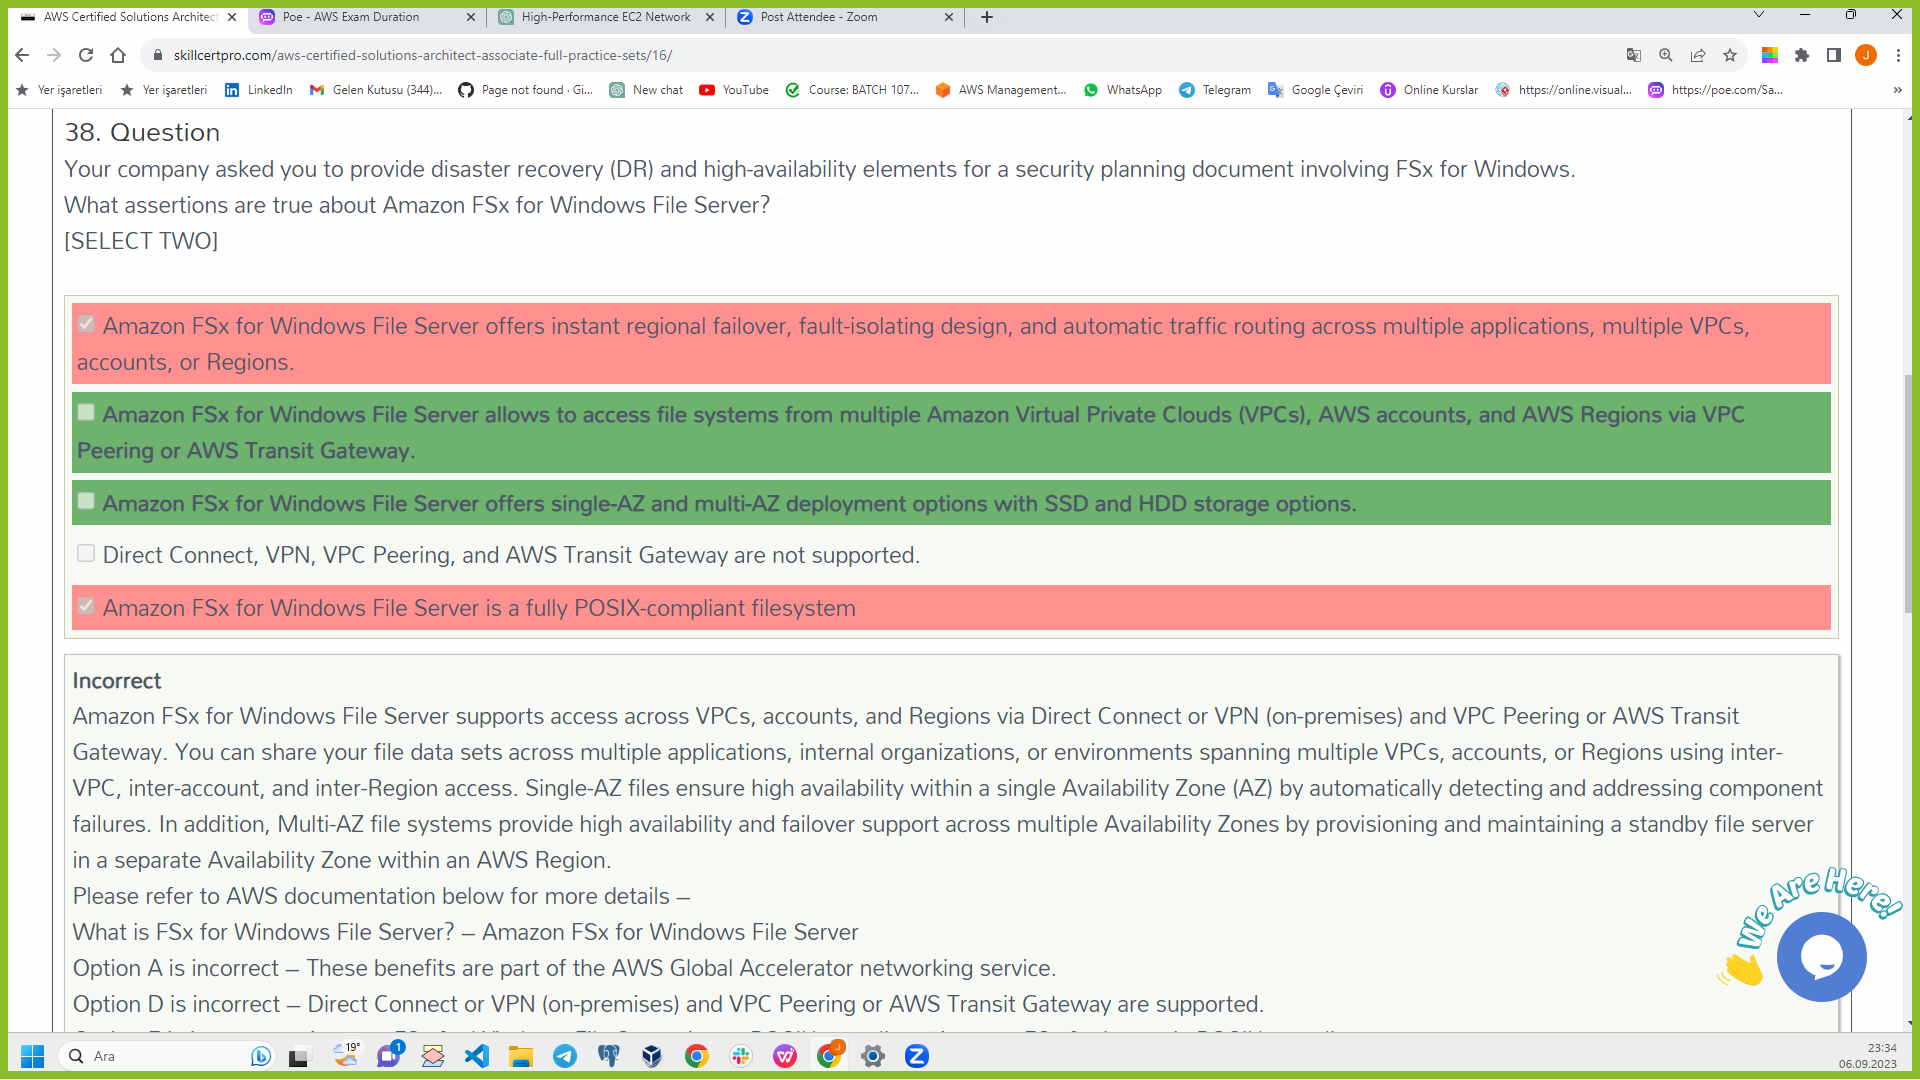 AWS Certified Solutions Architect
Poe - AWS Exam Duration
High-Performance EC2 Network
Post Attendee - Zoom
skillcertpro.com/aws-certified-solutions-architect-associate-full-practice-sets/16/
J
Yer işaretleri
Yer işaretleri
LinkedIn
Gelen Kutusu (344)...
Page not found · Gi...
New chat
YouTube
Course: BATCH 107...
AWS Management...
WhatsApp
Telegram
Google Çeviri
Online Kurslar
https://online.visual...
https://poe.com/Sa...
38. Question
Your company asked you to provide disaster recovery (DR) and high-availability elements for a security planning document involving FSx for Windows.
What assertions are true about Amazon FSx for Windows File Server?
[SELECT TWO]
Amazon FSx for Windows File Server offers instant regional failover, fault-isolating design, and automatic traffic routing across multiple applications, multiple VPCs,
accounts, or Regions.
Amazon FSx for Windows File Server allows to access file systems from multiple Amazon Virtual Private Clouds (VPCs), AWS accounts, and AWS Regions via VPC
Peering or AWS Transit Gateway.
Amazon FSx for Windows File Server offers single-AZ and multi-AZ deployment options with SSD and HDD storage options.
Direct Connect, VPN, VPC Peering, and AWS Transit Gateway are not supported.
Amazon FSx for Windows File Server is a fully POSIX-compliant filesystem
Incorrect
Amazon FSx for Windows File Server supports access across VPCs, accounts, and Regions via Direct Connect or VPN (on-premises) and VPC Peering or AWS Transit
Gateway. You can share your file data sets across multiple applications, internal organizations, or environments spanning multiple VPCs, accounts, or Regions using inter-
VPC, inter-account, and inter-Region access. Single-AZ files ensure high availability within a single Availability Zone (AZ) by automatically detecting and addressing component
failures. In addition, Multi-AZ file systems provide high availability and failover support across multiple Availability Zones by provisioning and maintaining a standby file server
in a separate Availability Zone within an AWS Region.
Please refer to AWS documentation below for more details –
What is FSx for Windows File Server? – Amazon FSx for Windows File Server
Option A is incorrect – These benefits are part of the AWS Global Accelerator networking service.
Option D is incorrect – Direct Connect or VPN (on-premises) and VPC Peering or AWS Transit Gateway are supported.
We Are Here!
Ara
19°
1
J
23:34
06.09.2023